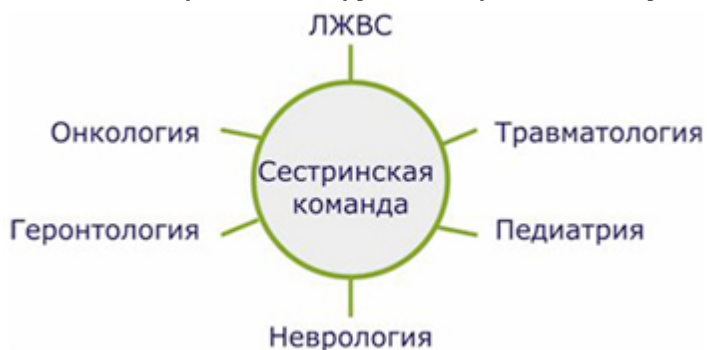 ЛЖВС
Онкология
Травматология
Сестринская
команда
Геронтология
Педиатрия
Неврология